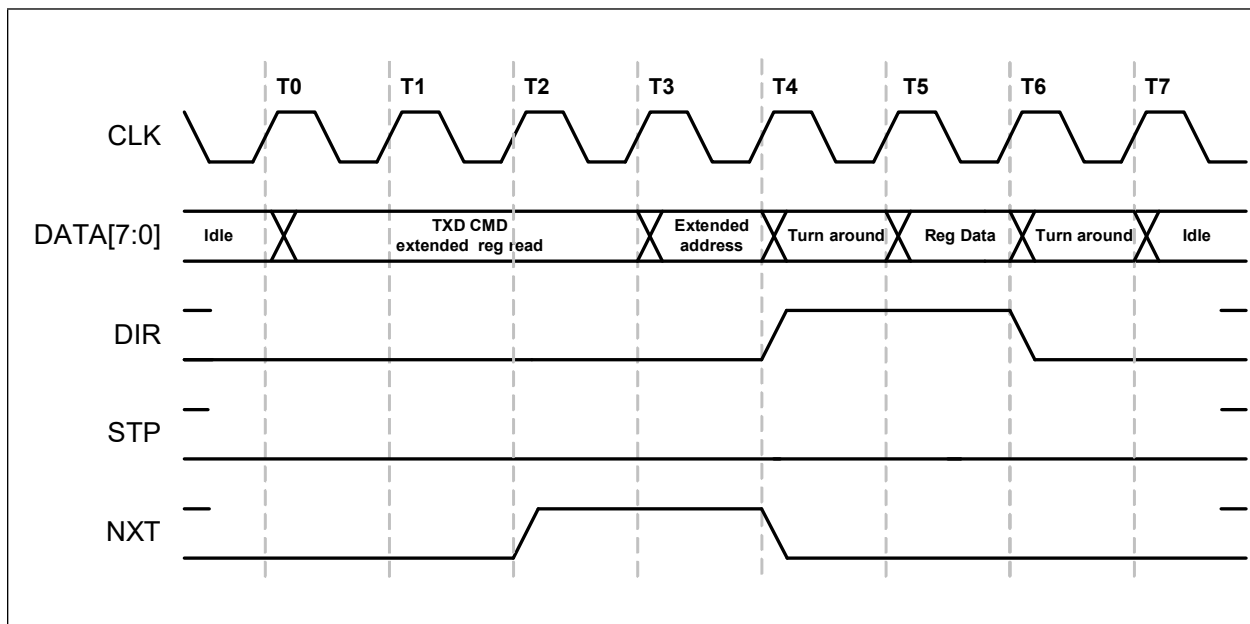 T0 T1 T2 T3 T4 T5 T6 T7
CLK
DATA[7:0]
Idle
TXD CMD
extended reg read
Extended
address
Turn around
Reg Data
Turn around
Idle
DIR
STP
NXT